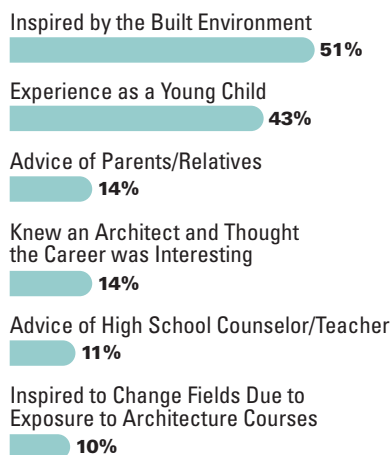 Inspired by the Built Environment
51%
Experience as a Young Child
43%
Advice of Parents/Relatives
14%
Knew an Architect and Thought
the Career was Interesting
14%
Advice of High School Counselor/Teacher
11%
Inspired to Change Fields Due to
Exposure to Architecture Courses
10%